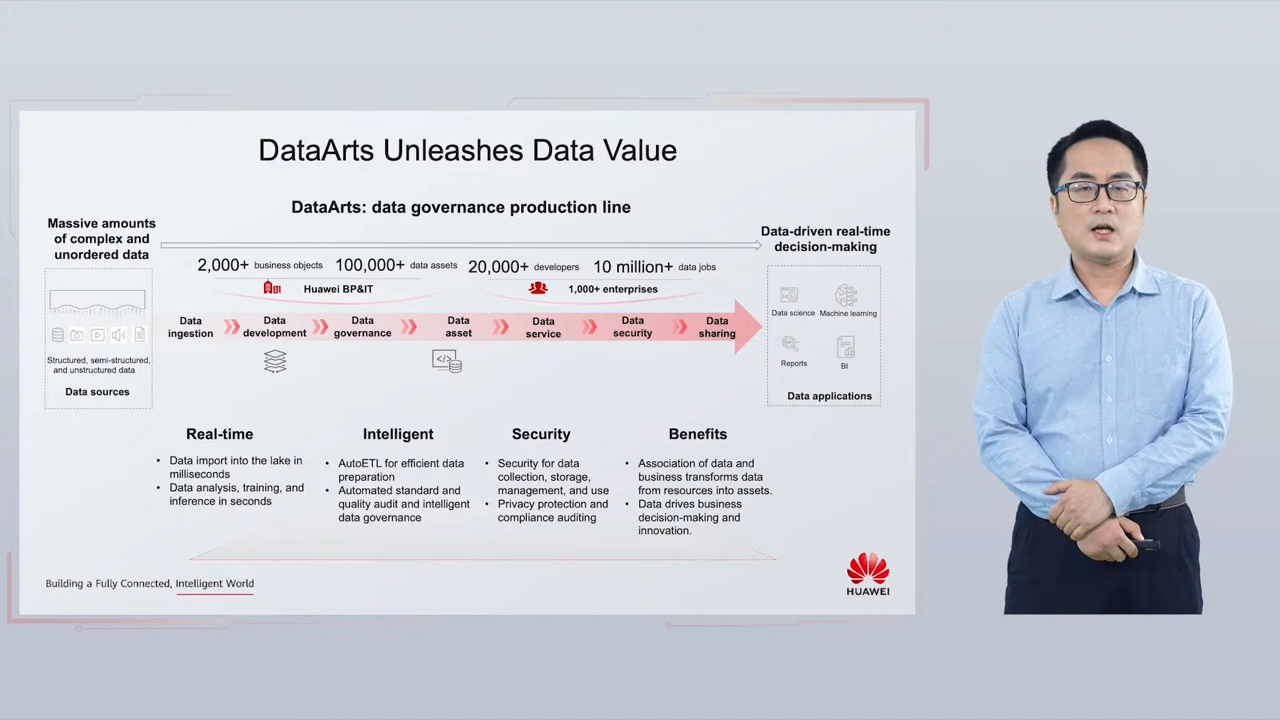 DataArts Unleashes Data Value
DataArts: data governance production line
Massive amounts
of complex and
unordered data
Data-driven real-time
decision-making
2,000+ business objects
100,000+ data assets
20,000+ developers
10 million+ data jobs
Huawei BP&IT
1,000+ enterprises
Structured, semi-structured,
and unstructured data
Data sources
Data
ingestion
Data
development
Data
governance
Data
asset
Data
service
Data
security
Data
sharing
Data science
Machine learning
Reports
BI
Data applications
Real-time
• Data import into the lake in
milliseconds
• Data analysis, training, and
inference in seconds
Intelligent
• AutoETL for efficient data
preparation
• Automated standard and
quality audit and intelligent
data governance
Security
• Security for data
collection, storage,
management, and use
• Privacy protection and
compliance auditing
Benefits
• Association of data and
business transforms data
from resources into assets.
• Data drives business
decision-making and
innovation.
Building a Fully Connected, Intelligent World
HUAWEI